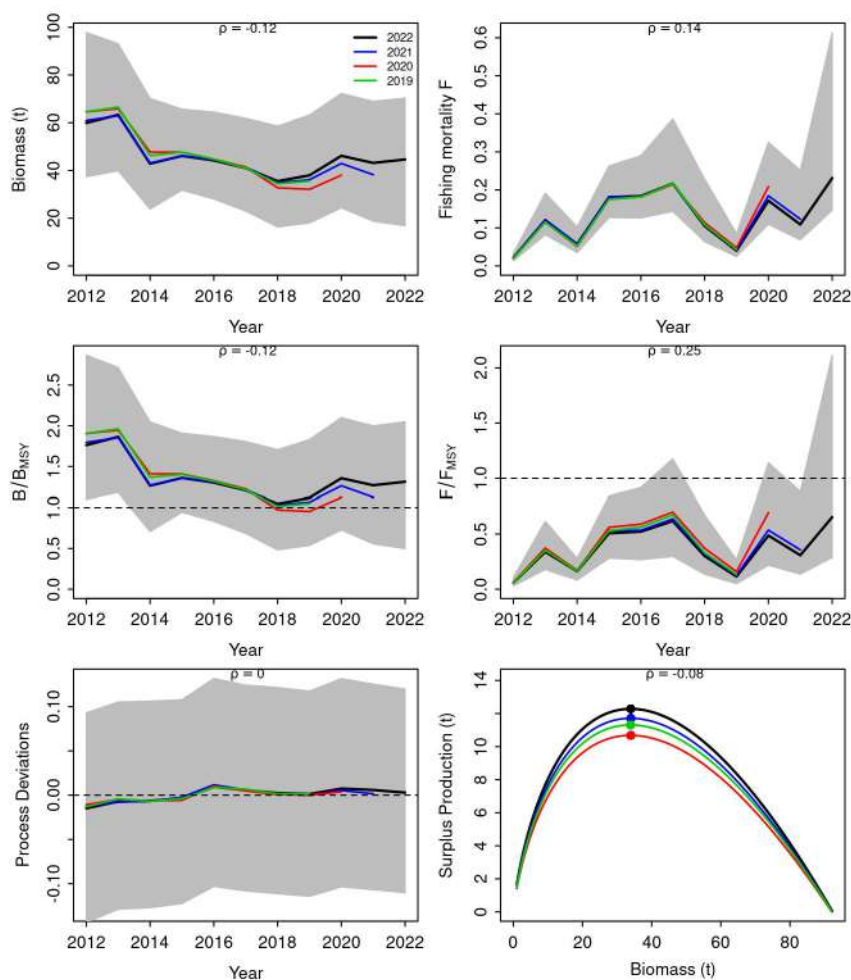 ρ = -0.12
2022
2021
2020
2019
Biomass (t)
0 20 40 60 80 100
2012 2014 2016 2018 2020 2022
Year
ρ = 0.14
Fishing mortality F
0.0 0.1 0.2 0.3 0.4 0.5 0.6
2012 2014 2016 2018 2020 2022
Year
ρ = -0.12
B/BMSY
0.0 0.5 1.0 1.5 2.0 2.5
2012 2014 2016 2018 2020 2022
Year
ρ = 0.25
F/FMSY
0.0 0.5 1.0 1.5 2.0
2012 2014 2016 2018 2020 2022
Year
ρ = 0
Process Deviations
-0.10 0.00 0.10
2012 2014 2016 2018 2020 2022
Year
ρ = -0.08
Surplus Production (t)
0 2 4 6 8 10 12 14
0 20 40 60 80
Biomass (t)